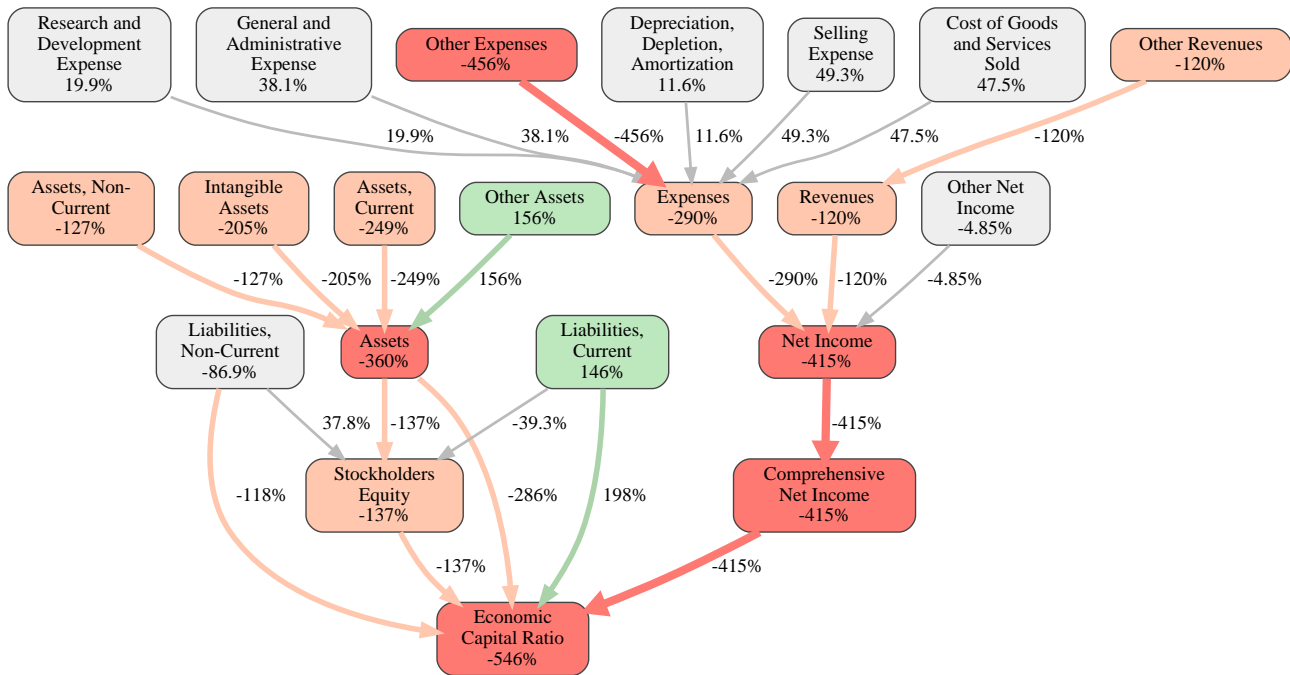 Research and
Development
Expense
19.9%
General and
Administrative
Expense
38.1%
Other Expenses
-456%
Depreciation,
Depletion,
Amortization
11.6%
Selling
Expense
49.3%
Cost of Goods
and Services
Sold
47.5%
Other Revenues
-120%
19.9%
38.1%
-456%
11.6%
49.3%
47.5%
-120%
Assets, Non-
Current
-127%
Intangible
Assets
-205%
Assets,
Current
-249%
Other Assets
156%
Expenses
-290%
Revenues
-120%
Other Net
Income
-4.85%
-127%
-205%
-249%
156%
-290%
-120%
-4.85%
Liabilities,
Non-Current
-86.9%
Assets
-360%
Liabilities,
Current
146%
Net Income
-415%
37.8%
-137%
-39.3%
-415%
-118%
Stockholders
Equity
-137%
-286%
198%
Comprehensive
Net Income
-415%
-137%
-415%
Economic
Capital Ratio
-546%